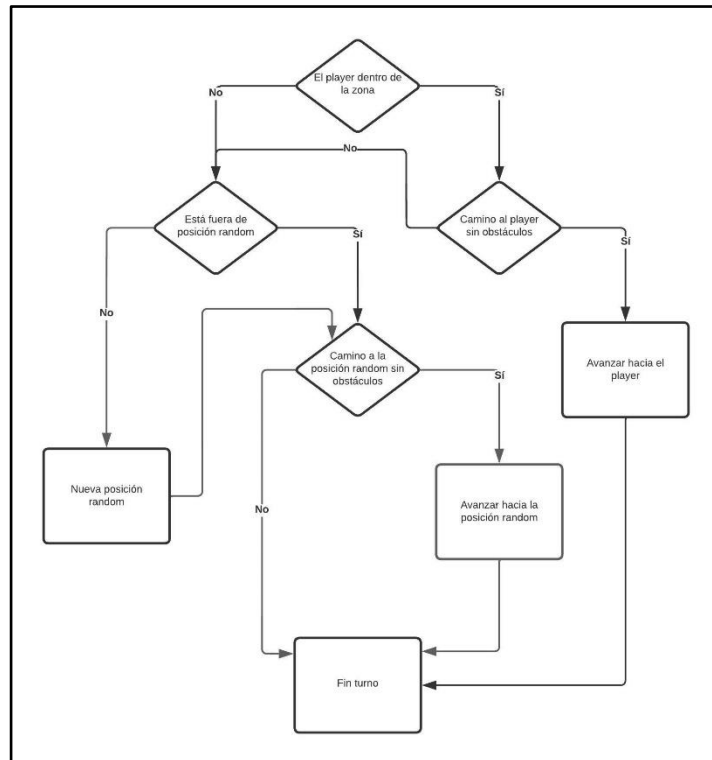 El player dentro de
la zona
No
Sí
No
Está fuera de
posición random
Camino al player
sin obstáculos
Sí
Sí
No
Camino a la
posición random sin
obstáculos
Avanzar hacia el
player
Sí
Nueva posición
random
No
Avanzar hacia la
posición random
Fin turno